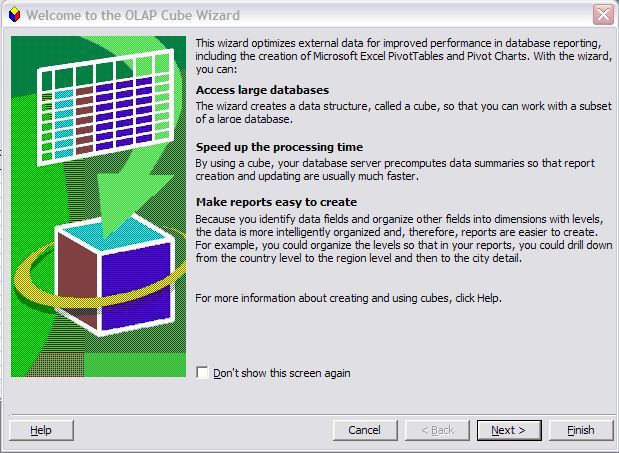 Welcome to the OLAP Cube Wizard
This wizard optimizes external data for improved performance in database reporting,
including the creation of Microsoft Excel PivotTables and Pivot Charts. With the wizard,
you can:
Access large databases
The wizard creates a data structure, called a cube, so that you can work with a subset
of a large database.
Speed up the processing time
By using a cube, your database server precomputes data summaries so that report
creation and updating are usually much faster.
Make reports easy to create
Because you identify data fields and organize other fields into dimensions with levels,
the data is more intelligently organized and, therefore, reports are easier to create.
For example, you could organize the levels so that in your reports, you could drill down
from the country level to the region level and then to the city detail.
For more information about creating and using cubes, click Help.
Don't show this screen again
Help Cancel < Back Next > Finish